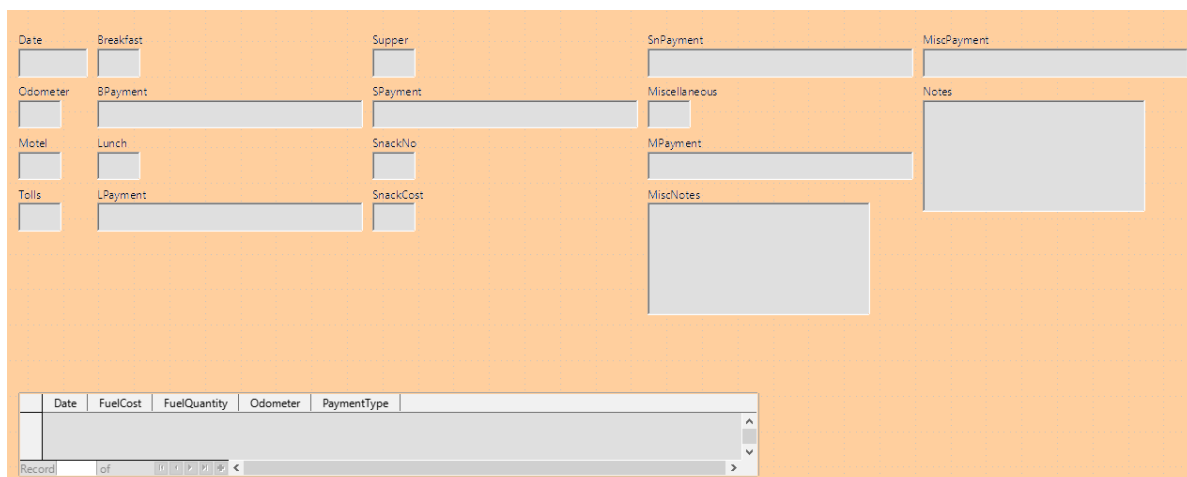 Date Breakfast Supper SnPayment MiscPayment
Odometer BPayment SPayment Miscellaneous Notes
Motel Lunch SnackNo MPayment
Tolls LPayment SnackCost MiscNotes
Date FuelCost FuelQuantity Odometer PaymentType
Record of